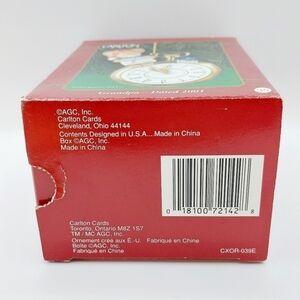 Grandpa - Dated 2001
©AGC, Inc.
Carlton Cards
Cleveland, Ohio 44144
Contents Designed in U.S.A....Made in China
Box ©AGC, Inc.
Made in China
0 18100 72142 8
Carlton Cards
Toronto, Ontario M8Z 1S7
TM / MC AGC, Inc.
Ornement crée aux É.-U. Fabriqué en Chine
Boîte ©AGC, Inc.
Fabriqué en Chine
CXOR-039E